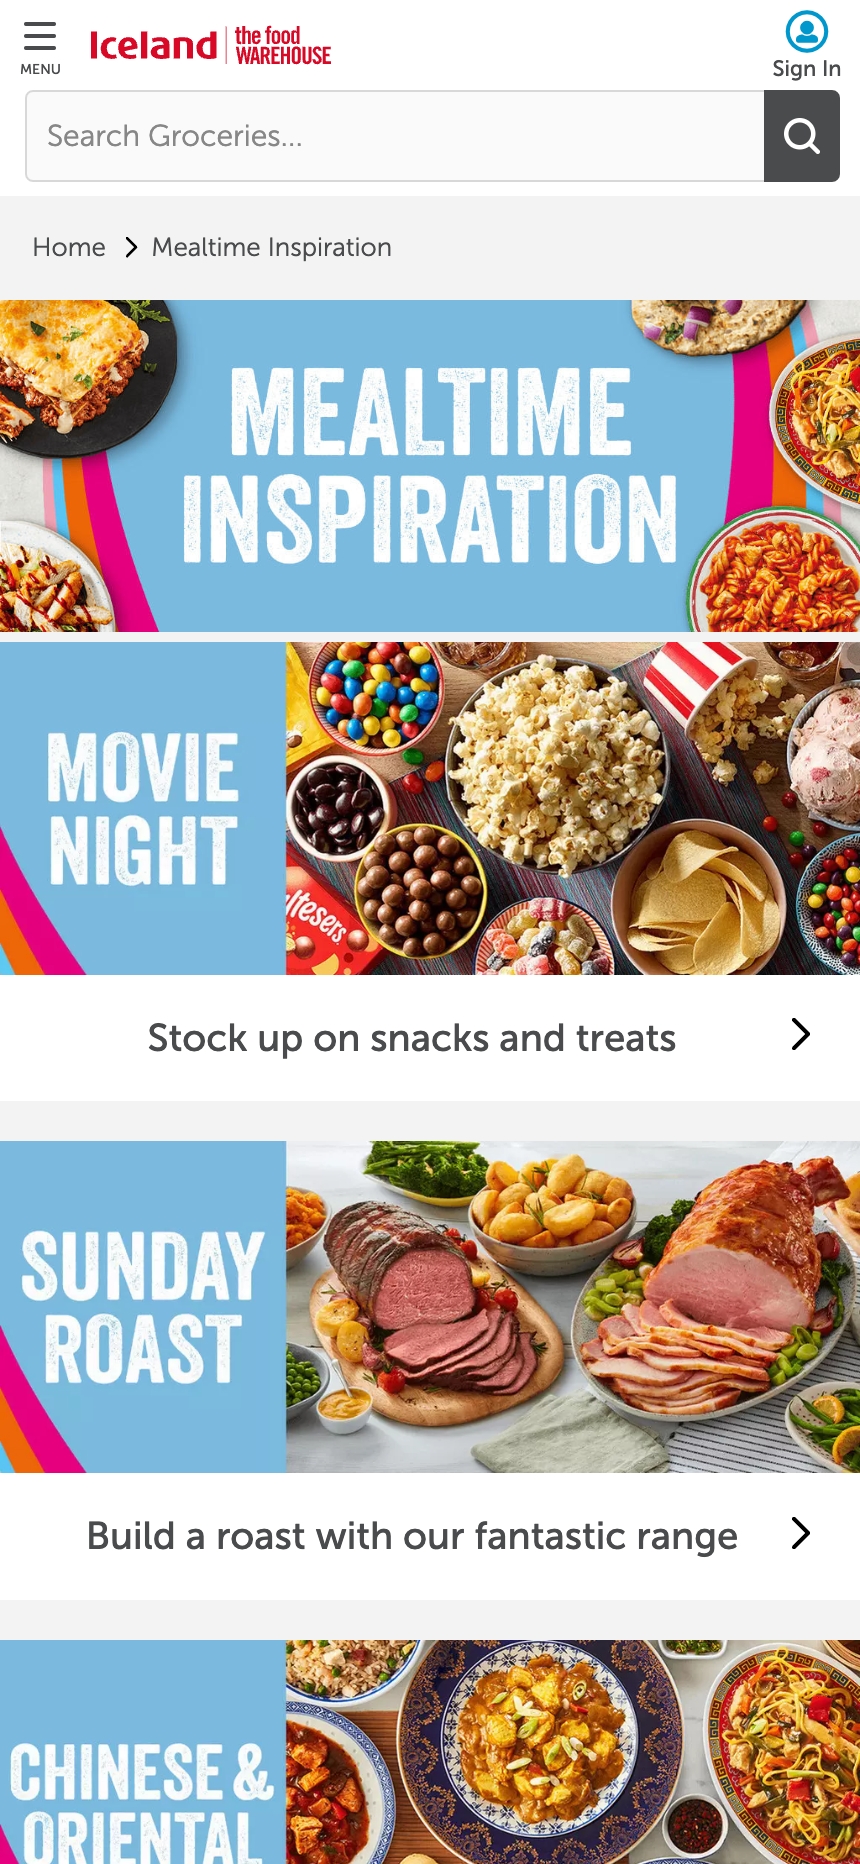 Iceland
the food
WAREHOUSE
MENU
Sign In
Search Groceries...
Home
Mealtime Inspiration
MEALTIME
INSPIRATION
MOVIE
NIGHT
ltesers
Stock up on snacks and treats
SUNDAY
ROAST
Build a roast with our fantastic range
CHINESE &
ORIENTAL